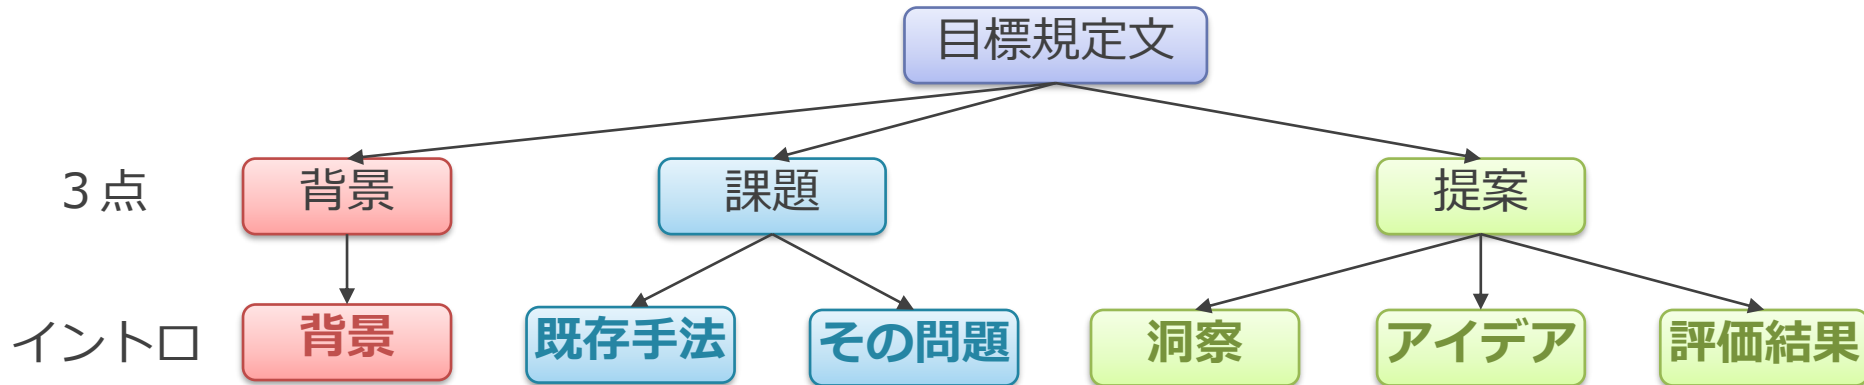 目標規定文
3点
背景
課題
提案
イントロ
背景
既存手法
その問題
洞察
アイデア
評価結果